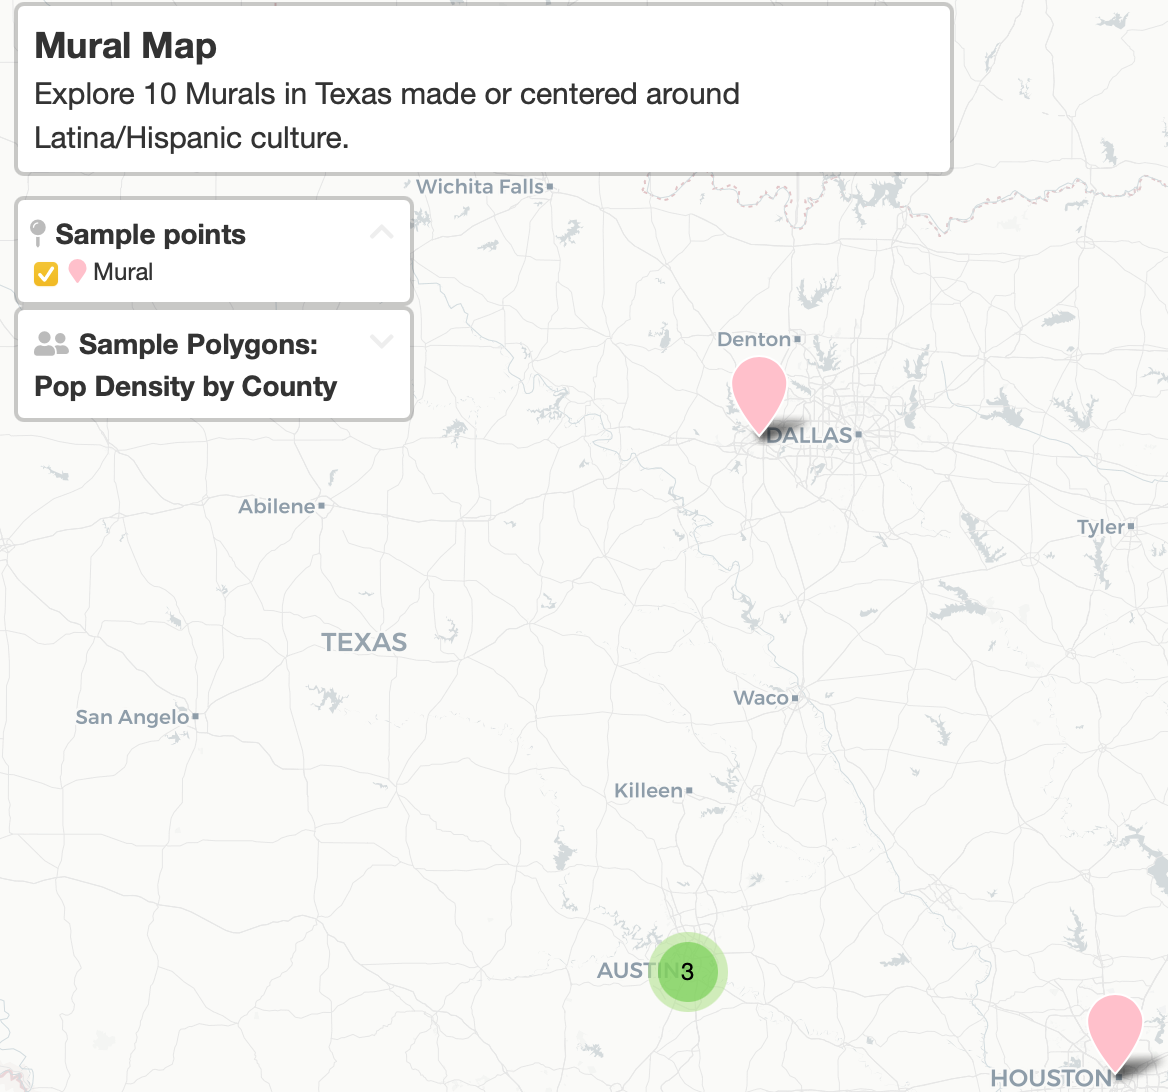 Mural Map
Explore 10 Murals in Texas made or centered around
Latina/Hispanic culture.
Wichita Falls
Sample points
Mural
Sample Polygons:
Pop Density by County
Denton
DALLAS
Abilene
Tyler
TEXAS
Waco
San Angelo
Killeen
AUSTIN
3
HOUSTON